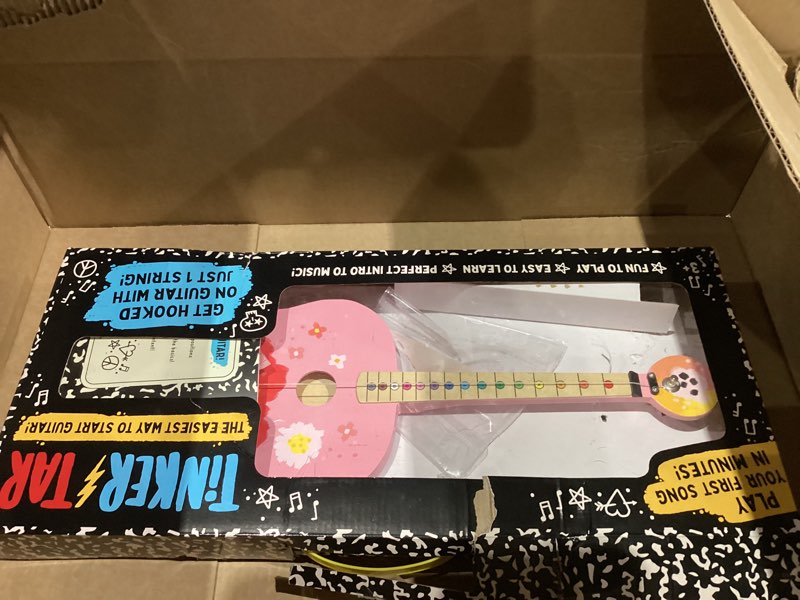 TINKER TAR
THE EASIEST WAY TO START GUITAR!
GET HOOKED
ON GUITAR WITH
JUST 1 STRING!
FUN TO PLAY EASY TO LEARN PERFECT INTRO TO MUSIC!
PLAY
YOUR FIRST SONG
IN MINUTES!